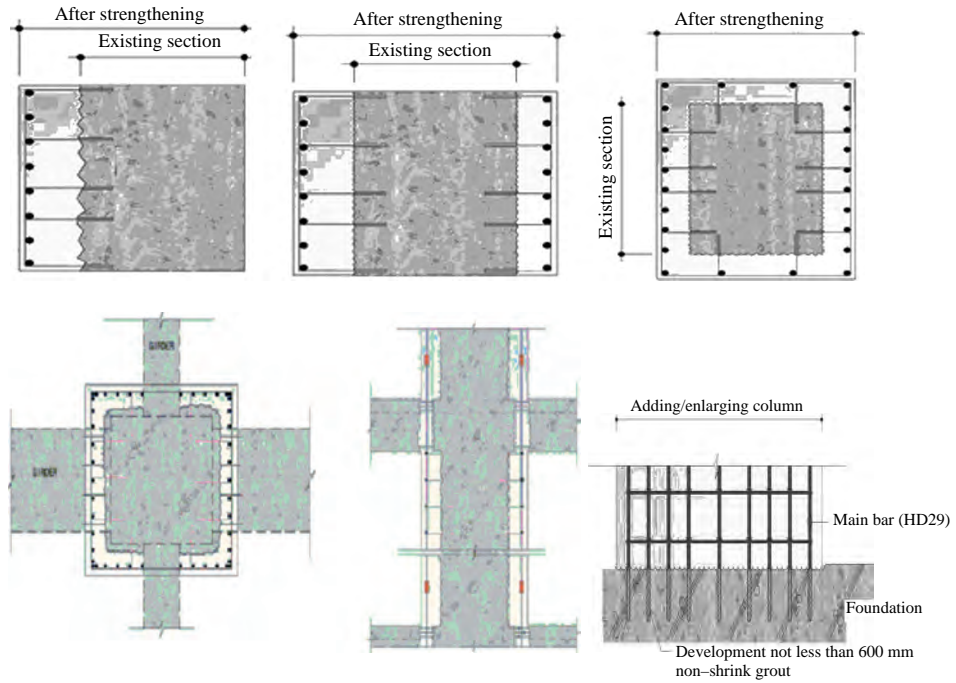 After strengthening
Existing section
After strengthening
Existing section
After strengthening
Existing section
GIRDER
GIRDER
Adding/enlarging column
Main bar (HD29)
Foundation
Development not less than 600 mm
non–shrink grout